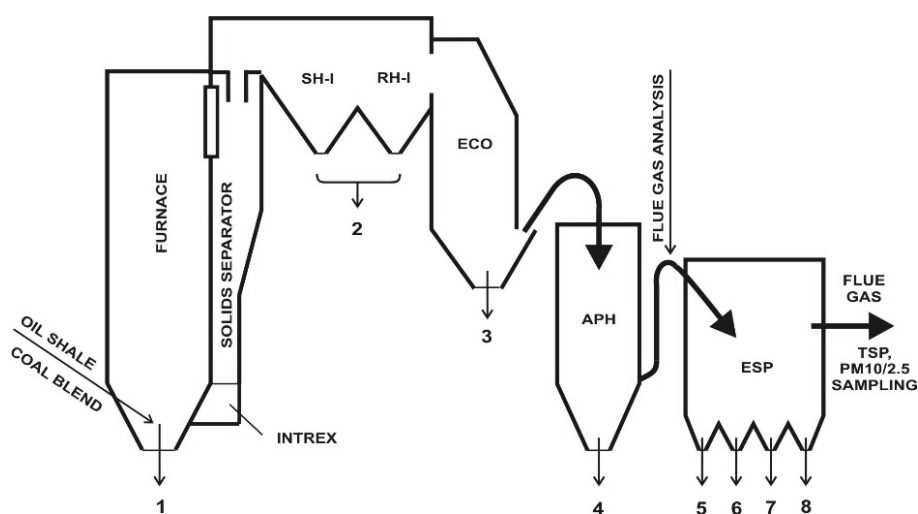 SH-I
RH-I
FURNACE
SOLIDS SEPARATOR
ECO
FLUE GAS ANALYSIS
2
OIL SHALE
COAL BLEND
INTREX
1
3
APH
4
ESP
FLUE
GAS
TSP,
PM10/2.5
SAMPLING
5
6
7
8